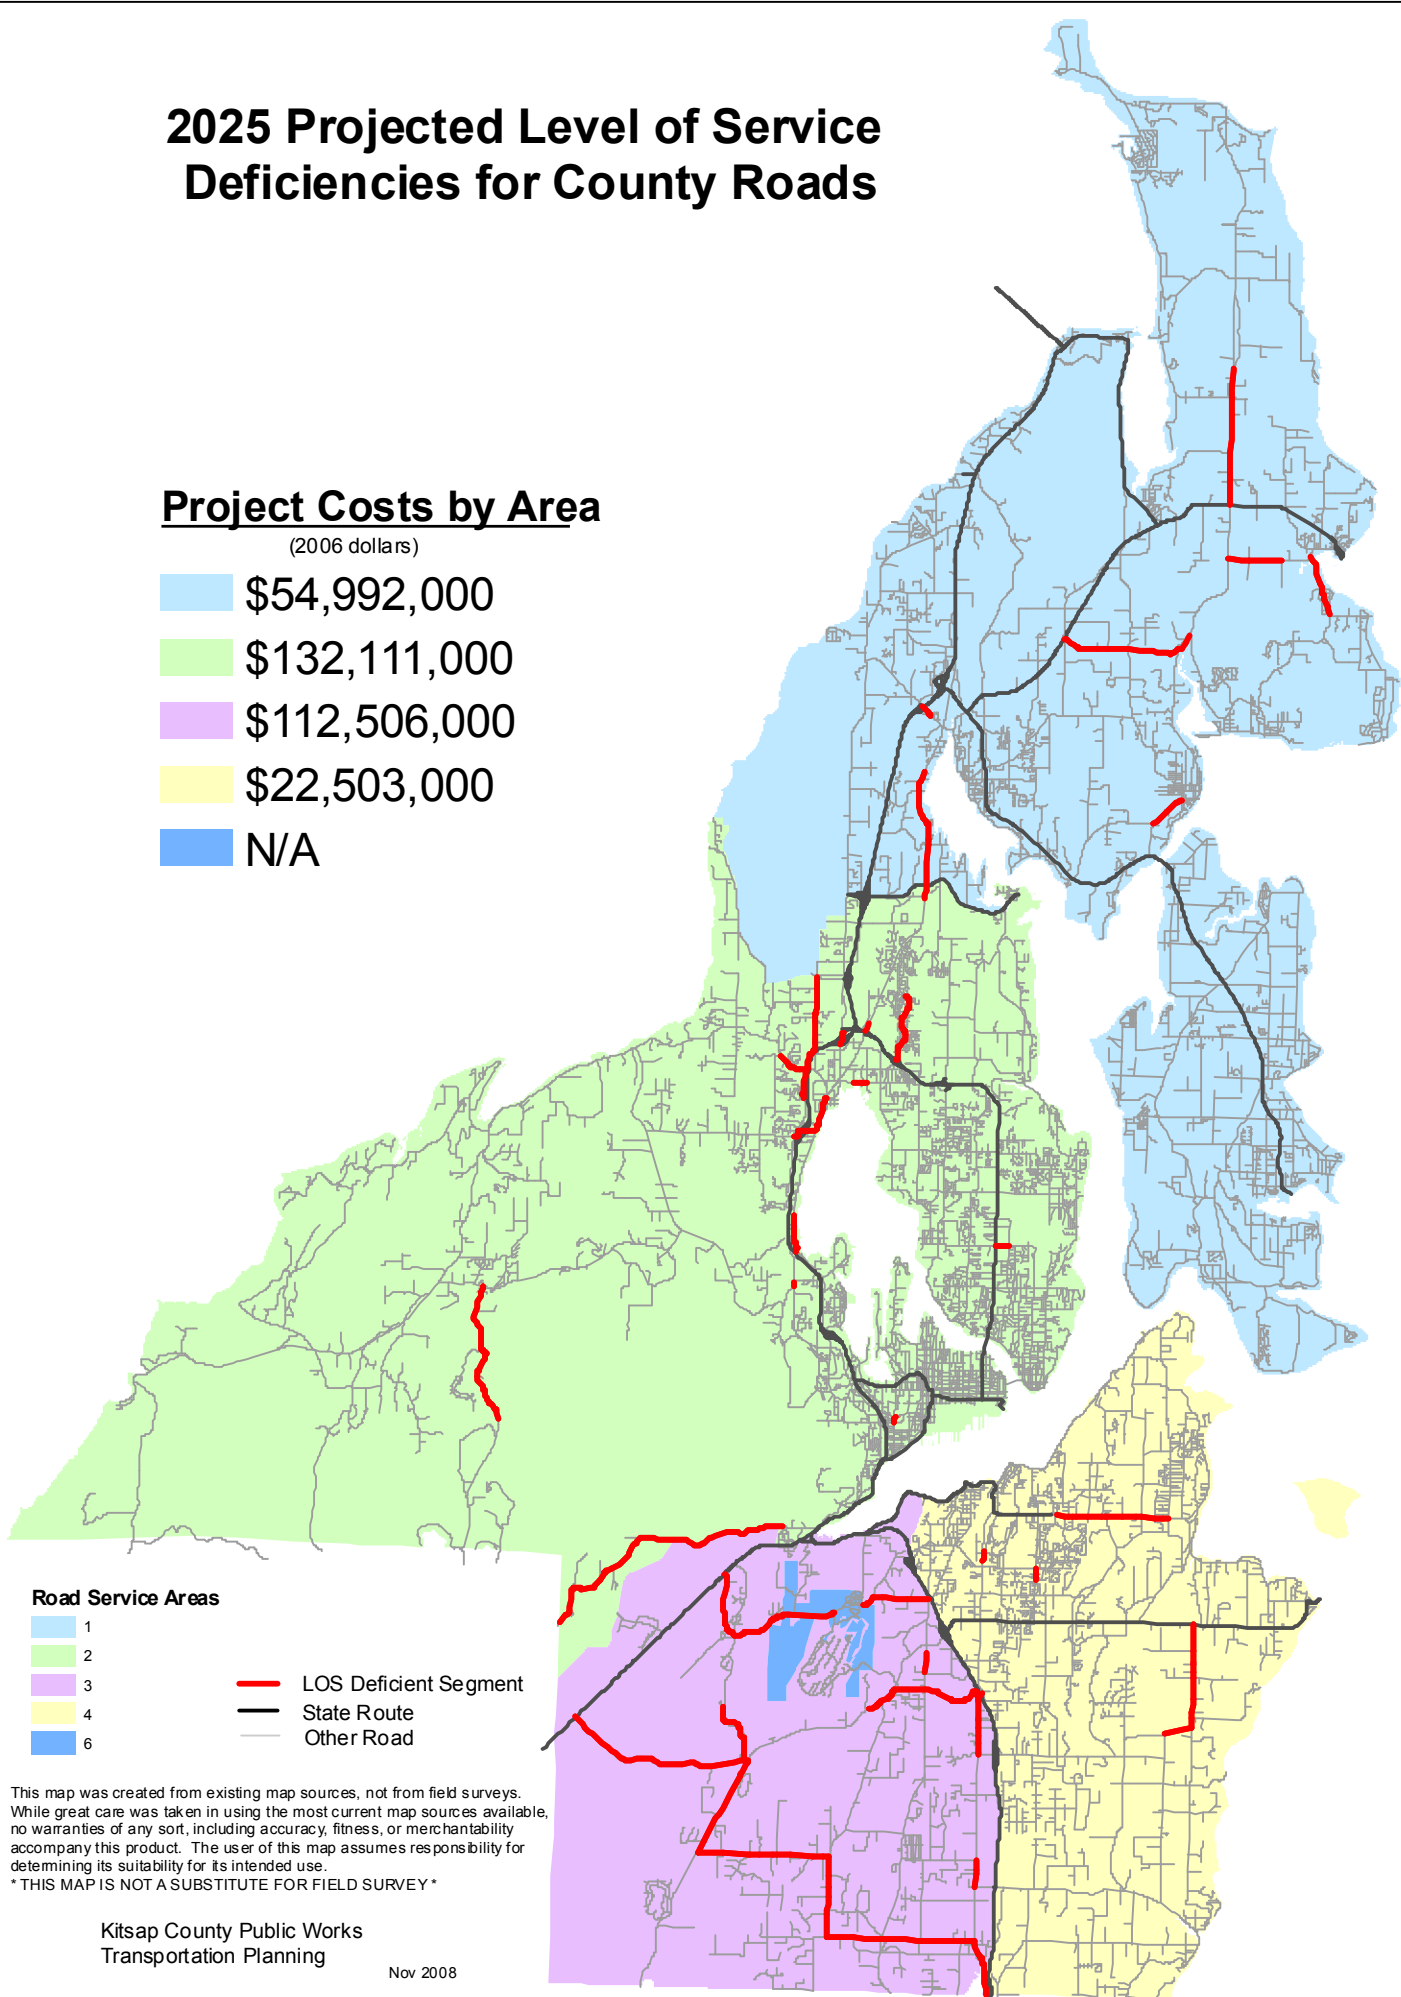 2025 Projected Level of Service
Deficiencies for County Roads
Project Costs by Area
(2006 dollars)
$54,992,000
$132,111,000
$112,506,000
$22,503,000
N/A
Road Service Areas
1
2
3
4
6
LOS Deficient Segment
State Route
Other Road
This map was created from existing map sources, not from field surveys.
While great care was taken in using the most current map sources available,
no warranties of any sort, including accuracy, fitness, or merchantability
accompany this product. The user of this map assumes responsibility for
determining its suitability for its intended use.
* THIS MAP IS NOT A SUBSTITUTE FOR FIELD SURVEY *
Kitsap County Public Works
Transportation Planning
Nov 2008